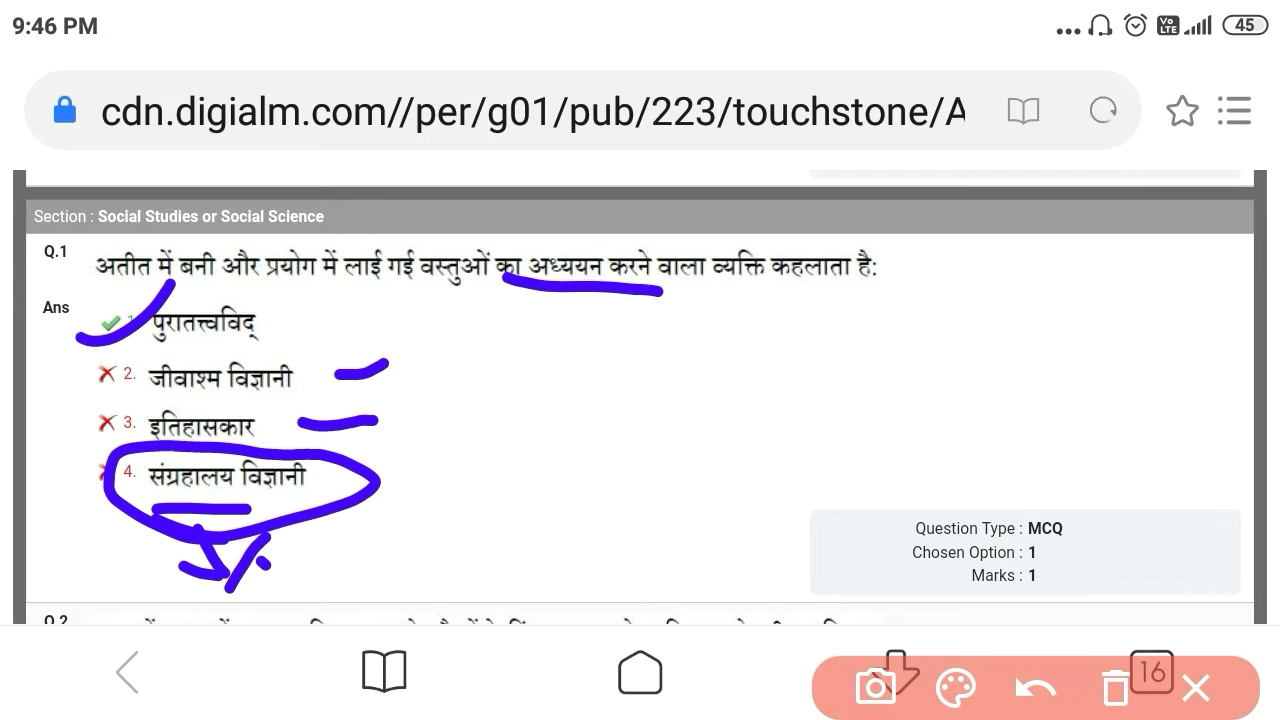 9:46 PM
Vo LTE
45
cdn.digialm.com//per/g01/pub/223/touchstone/A
Section : Social Studies or Social Science
Q.1 अतीत में बनी और प्रयोग में लाई गई वस्तुओं का अध्ययन करने वाला व्यक्ति कहलाता है:
Ans
पुरातत्त्वविद्
2. जीवाश्म विज्ञानी
3. इतिहासकार
4. संग्रहालय विज्ञानी
Question Type : MCQ
Chosen Option : 1
Marks : 1
16